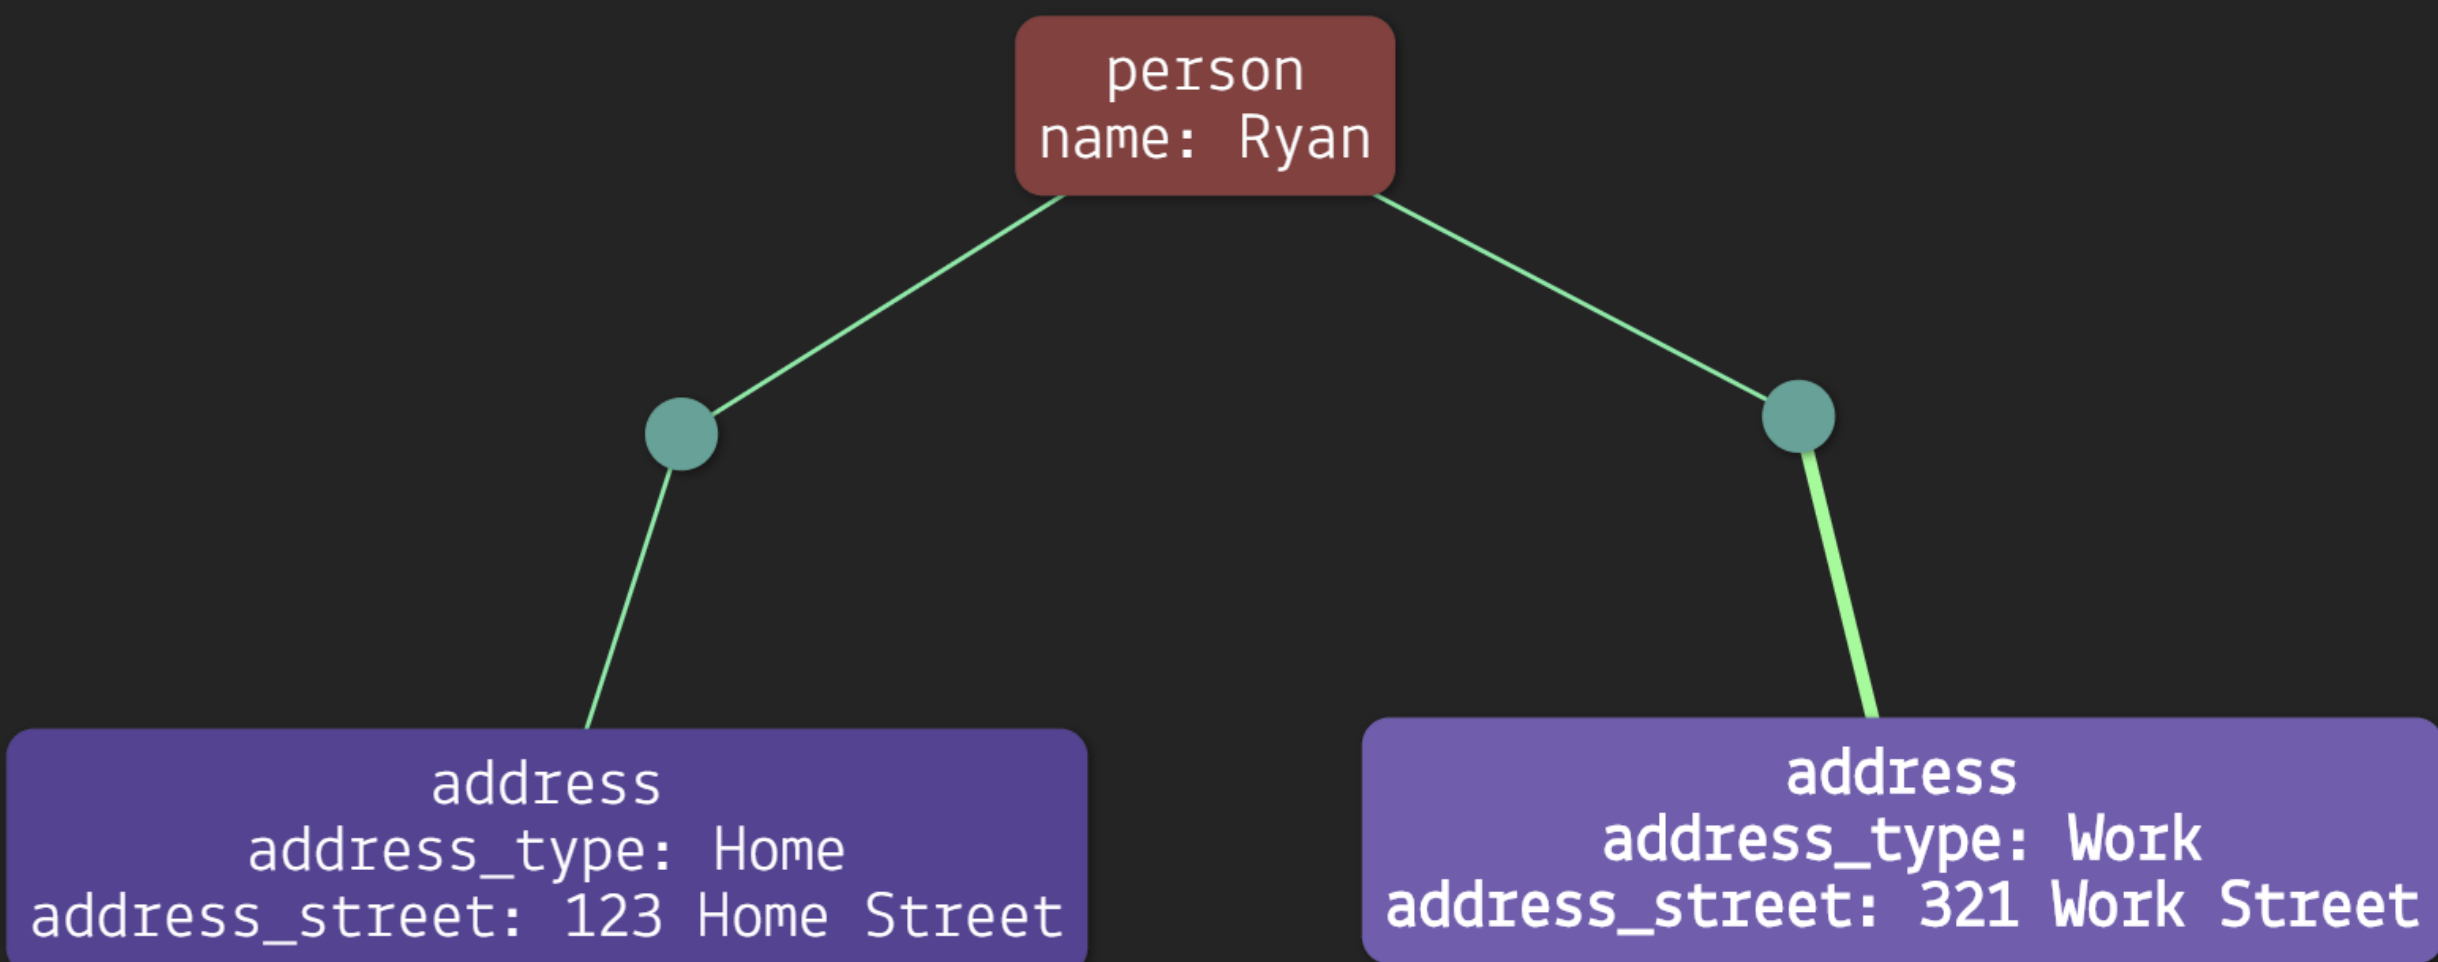 person
name: Ryan
address
address_type: Home
address_street: 123 Home Street
address
address_type: Work
address_street: 321 Work Street